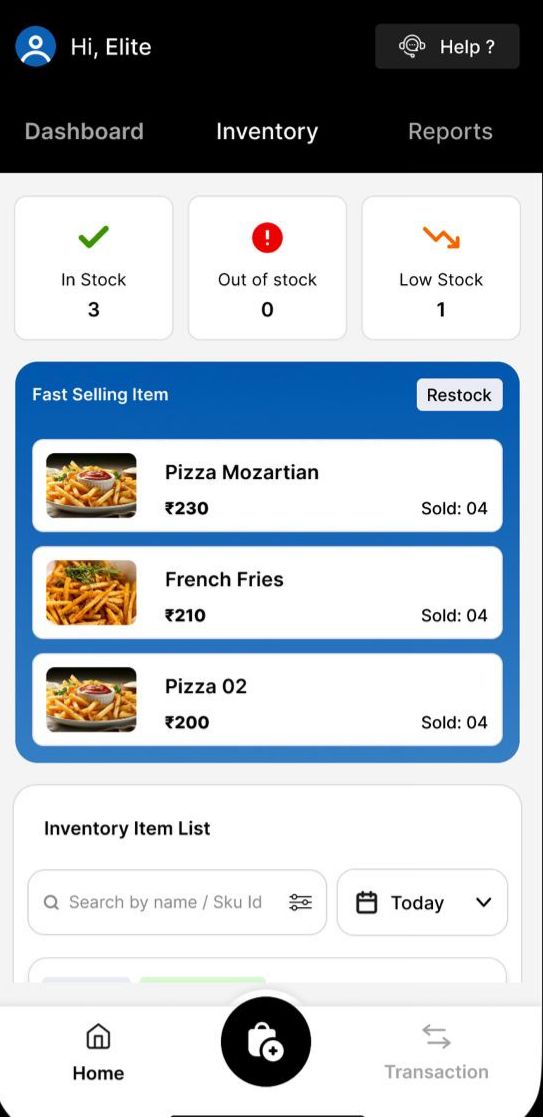 Hi, Elite
Help ?
Dashboard Inventory Reports
In Stock
3
Out of stock
0
Low Stock
1
Fast Selling Item
Restock
Pizza Mozartian
₹230 Sold: 04
French Fries
₹210 Sold: 04
Pizza 02
₹200 Sold: 04
Inventory Item List
Search by name / Sku Id
Today
Home
Transaction